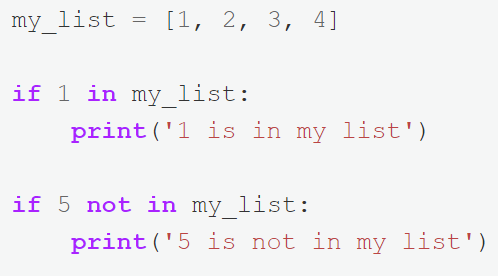 my_list = [1, 2, 3, 4]
if 1 in my_list:
    print('1 is in my list')
if 5 not in my_list:
    print('5 is not in my list')